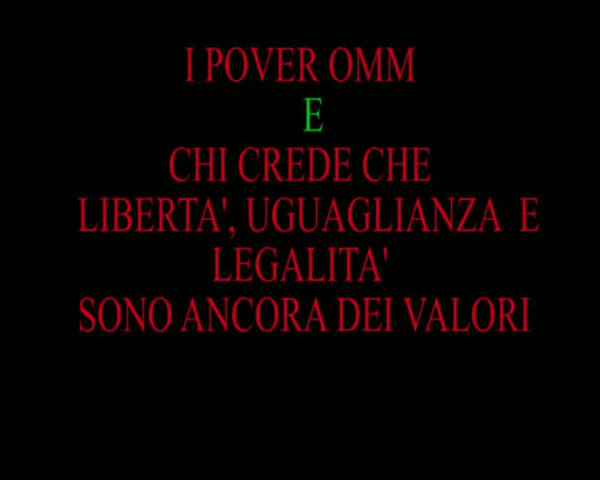 I POVER OMM
E
CHI CREDE CHE
LIBERTA', UGUAGLIANZA E
LEGALITA'
SONO ANCORA DEI VALORI